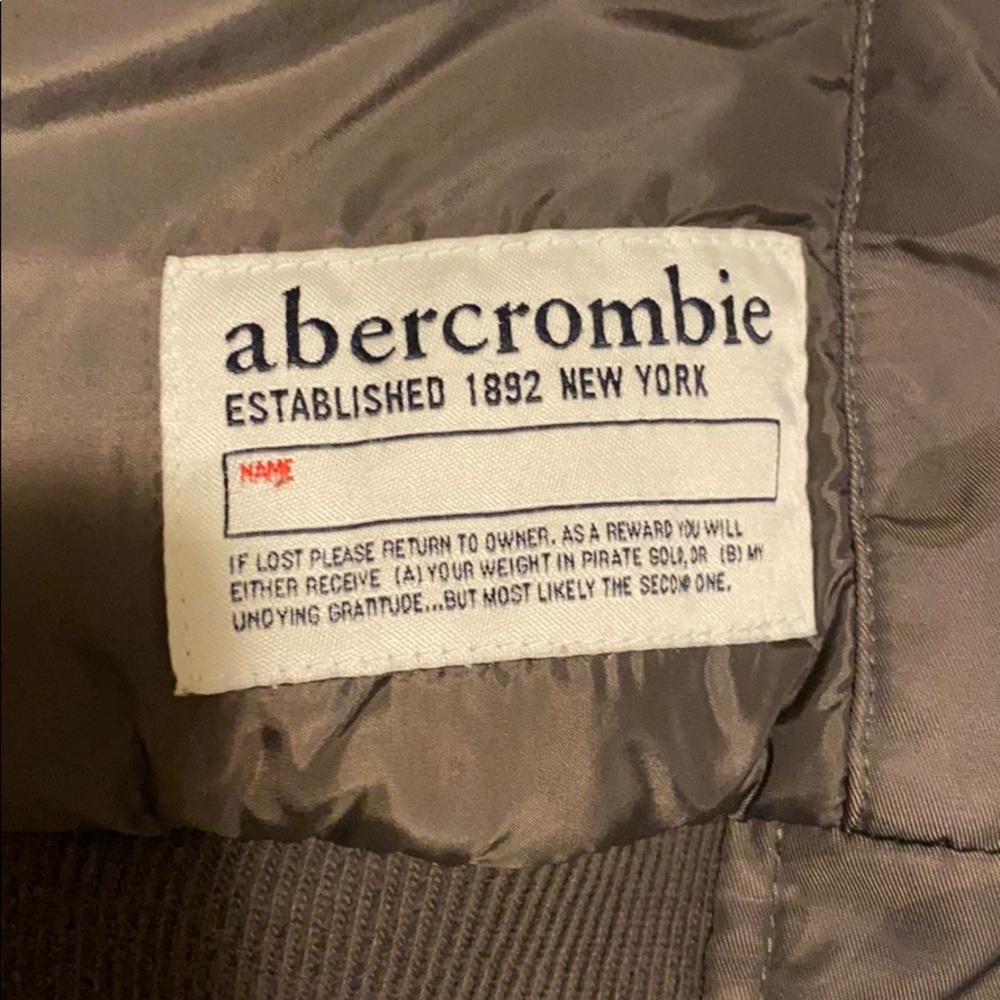 abercrombie
ESTABLISHED 1892 NEW YORK
NAME
IF LOST PLEASE RETURN TO OWNER. AS A REWARD YOU WILL
EITHER RECEIVE (A) YOUR WEIGHT IN PIRATE GOLD, OR (B) MY
UNDYING GRATITUDE...BUT MOST LIKELY THE SECOND ONE.